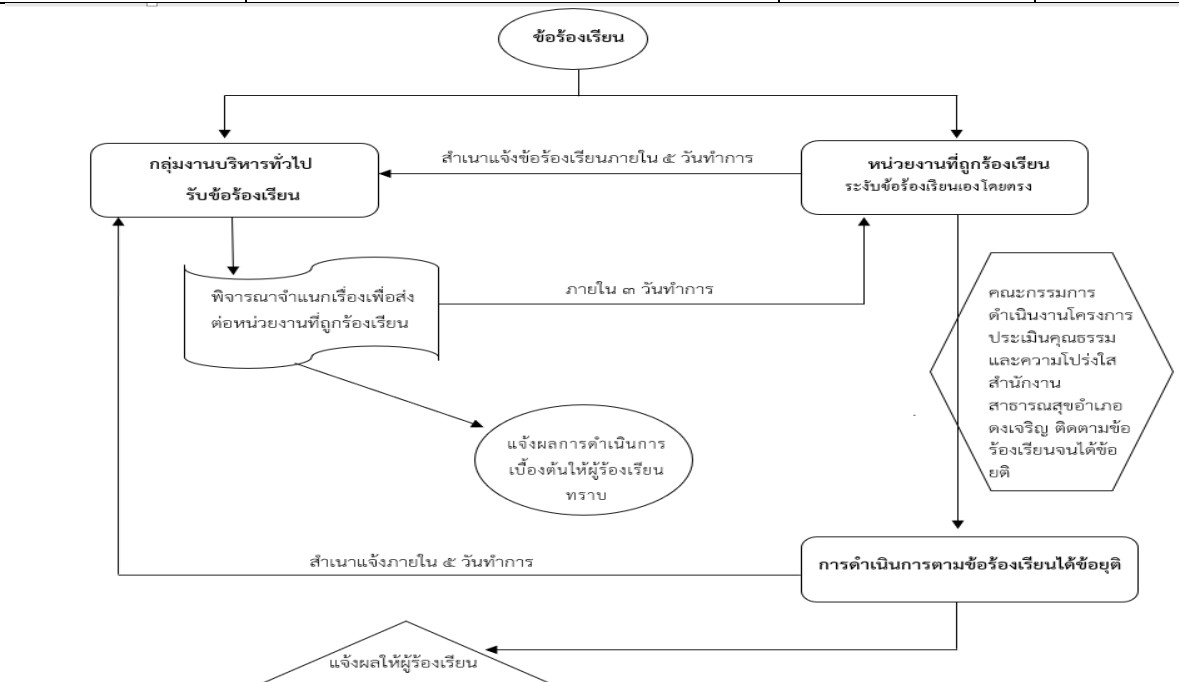 ข้อร้องเรียน
กลุ่มงานบริหารทั่วไป
รับข้อร้องเรียน
สำเนาแจ้งข้อร้องเรียนภายใน ๕ วันทำการ
หน่วยงานที่ถูกร้องเรียน
ระงับข้อร้องเรียนเองโดยตรง
พิจารณาจำแนกเรื่องเพื่อส่ง
ต่อหน่วยงานที่ถูกร้องเรียน
ภายใน ๓ วันทำการ
คณะกรรมการ
ดำเนินงานโครงการ
ประเมินคุณธรรม
และความโปร่งใส
สำนักงาน
สาธารณสุขอำเภอ
ดงเจริญ ติดตามข้อ
ร้องเรียนจนได้ข้อ
ยติ
แจ้งผลการดำเนินการ
เบื้องต้นให้ผู้ร้องเรียน
ทราบ
สำเนาแจ้งภายใน ๕ วันทำการ
การดำเนินการตามข้อร้องเรียนได้ข้อยุติ
แจ้งผลให้ผู้ร้องเรียน